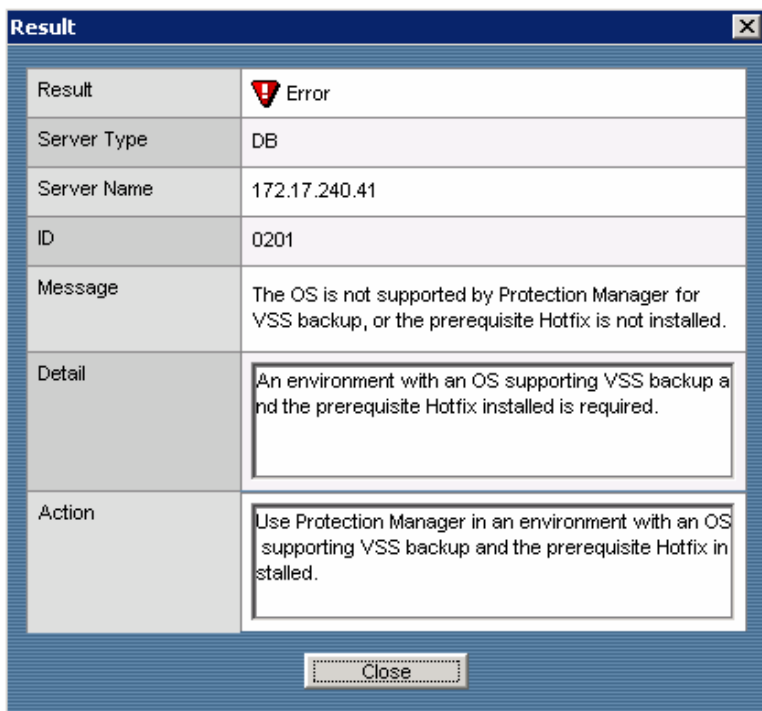 Result
Result
Error
Server Type
DB
Server Name
172.17.240.41
ID
0201
Message
The OS is not supported by Protection Manager for
VSS backup, or the prerequisite Hotfix is not installed.
Detail
An environment with an OS supporting VSS backup a
nd the prerequisite Hotfix installed is required.
Action
Use Protection Manager in an environment with an OS
supporting VSS backup and the prerequisite Hotfix in
stalled.
Close